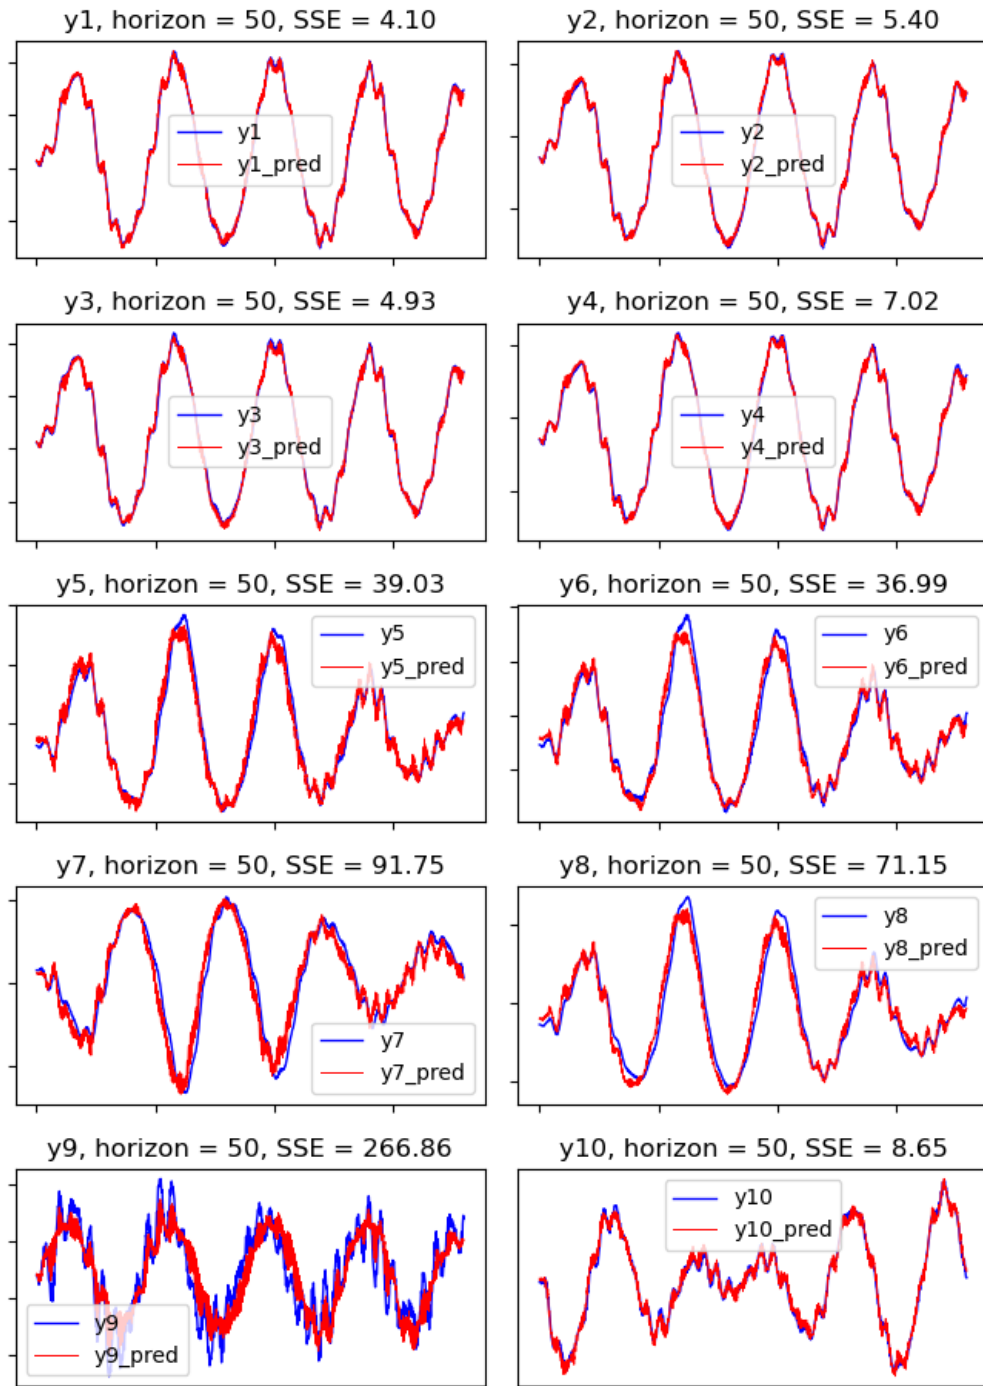 y1, horizon = 50, SSE = 4.10
y1
y1_pred
y2, horizon = 50, SSE = 5.40
y2
y2_pred
y3, horizon = 50, SSE = 4.93
y3
y3_pred
y4, horizon = 50, SSE = 7.02
y4
y4_pred
y5, horizon = 50, SSE = 39.03
y5
y5_pred
y6, horizon = 50, SSE = 36.99
y6
y6_pred
y7, horizon = 50, SSE = 91.75
y7
y7_pred
y8, horizon = 50, SSE = 71.15
y8
y8_pred
y9, horizon = 50, SSE = 266.86
y9
y9_pred
y10, horizon = 50, SSE = 8.65
y10
y10_pred